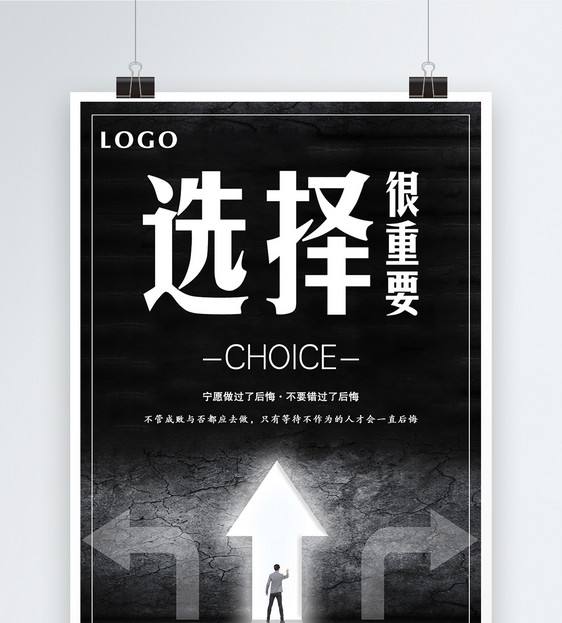 LOGO
选择
很重要
—CHOICE—
宁愿做过了后悔·不要错过了后悔
不管成败与否都应去做，只有等待不作为的人才会一直后悔